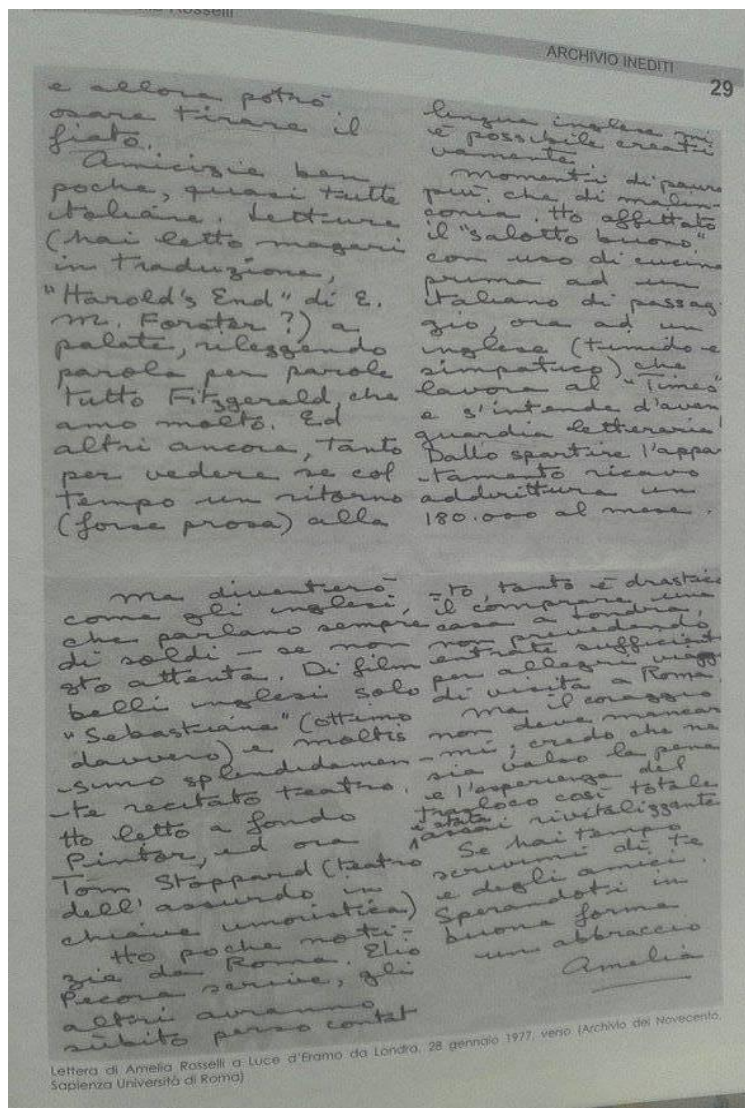 Rosselli
ARCHIVIO INEDITI
29
e allora potrò
osare tirare il
fiato.
Amicizie ben
poche, quasi tutte
italiane. Letture
(hai letto magari
in traduzione,
"Harold's End" di E.
M. Forster?) a
palate, rileggendo
parola per parola
tutto Fitzgerald, che
amo molto. Ed
altri ancora, tanto
per vedere se col
tempo un ritorno
(forse prosa) alla
lingua inglese mi
è possibile creati
vamente.
Momenti di paura
più che di malin-
conia. Ho affittato
il "salotto buono",
con uso di cucina
prima ad un
italiano di passag-
gio, ora ad un
inglese (timido e
simpatico) che
lavora al "Times"
e s'intende d'avan
guardia letteraria!
Dallo spartire l'appa
-tamento ricavo
addirittura un
180.000 al mese.
Ma diventerò
come gli inglesi,
che parlano sempre
di soldi – se non
sto attenta. Di film
belli inglesi solo
"Sebastiane" (ottimo
davvero) e moltis
-simo splendidamen-
-te recitato teatro.
Ho letto a fondo
Pinter, ed ora
Tom Stoppard (teatro
dell'assurdo in
chiave umoristica)
Ho poche noti-
zie da Roma. Elio
Pecora scrive, gli
altri avranno
subito perso contat
-to, tanto è drastico
il comprare una
casa a Londra,
non prevedendo
entrate sufficienti
per allegri viaggi
di visita a Roma.
Ma il coraggio
non deve mancar
-mi; credo che ne
sia valso la pena
e l'esperienza del
trasloco così totale
è stata
assai rivitalizzante
Se hai tempo
scrivimi di te
e degli amici.
Sperandoti in
buona forma
un abbraccio
Amelia
Lettera di Amelia Rosselli a Luce d'Eramo da Londra, 28 gennaio 1977, verso (Archivio del Novecento,
Sapienza Università di Roma)